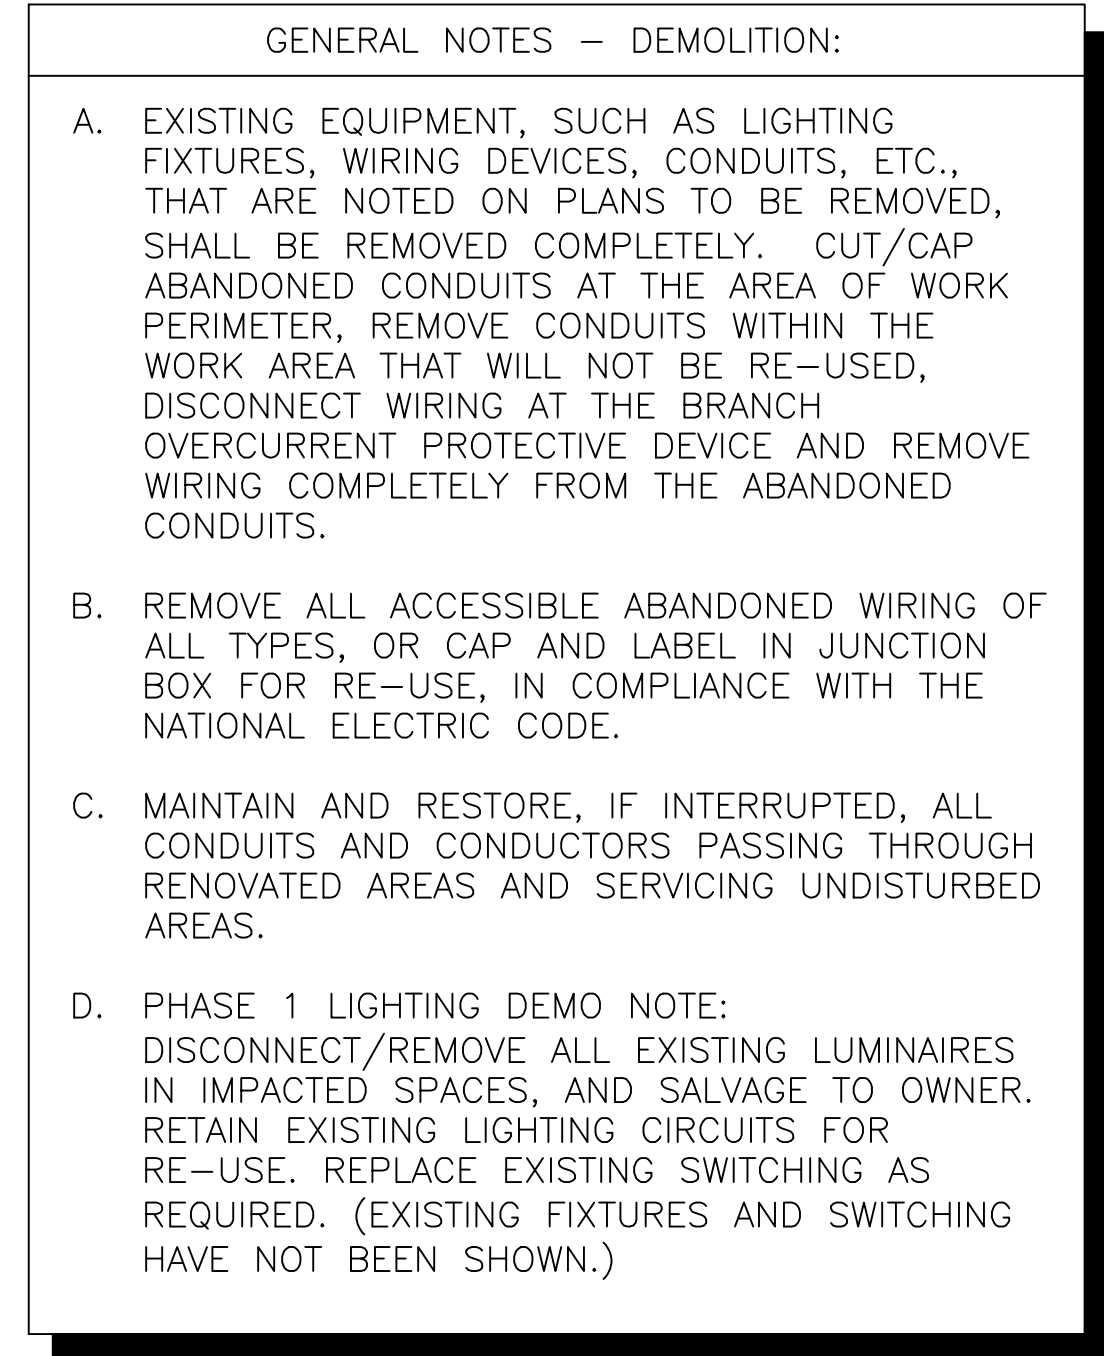 GENERAL NOTES – DEMOLITION:
A. EXISTING EQUIPMENT, SUCH AS LIGHTING
FIXTURES, WIRING DEVICES, CONDUITS, ETC.,
THAT ARE NOTED ON PLANS TO BE REMOVED,
SHALL BE REMOVED COMPLETELY. CUT/CAP
ABANDONED CONDUITS AT THE AREA OF WORK
PERIMETER, REMOVE CONDUITS WITHIN THE
WORK AREA THAT WILL NOT BE RE–USED,
DISCONNECT WIRING AT THE BRANCH
OVERCURRENT PROTECTIVE DEVICE AND REMOVE
WIRING COMPLETELY FROM THE ABANDONED
CONDUITS.
B. REMOVE ALL ACCESSIBLE ABANDONED WIRING OF
ALL TYPES, OR CAP AND LABEL IN JUNCTION
BOX FOR RE–USE, IN COMPLIANCE WITH THE
NATIONAL ELECTRIC CODE.
C. MAINTAIN AND RESTORE, IF INTERRUPTED, ALL
CONDUITS AND CONDUCTORS PASSING THROUGH
RENOVATED AREAS AND SERVICING UNDISTURBED
AREAS.
D. PHASE 1 LIGHTING DEMO NOTE:
DISCONNECT/REMOVE ALL EXISTING LUMINAIRES
IN IMPACTED SPACES, AND SALVAGE TO OWNER.
RETAIN EXISTING LIGHTING CIRCUITS FOR
RE–USE. REPLACE EXISTING SWITCHING AS
REQUIRED. (EXISTING FIXTURES AND SWITCHING
HAVE NOT BEEN SHOWN.)